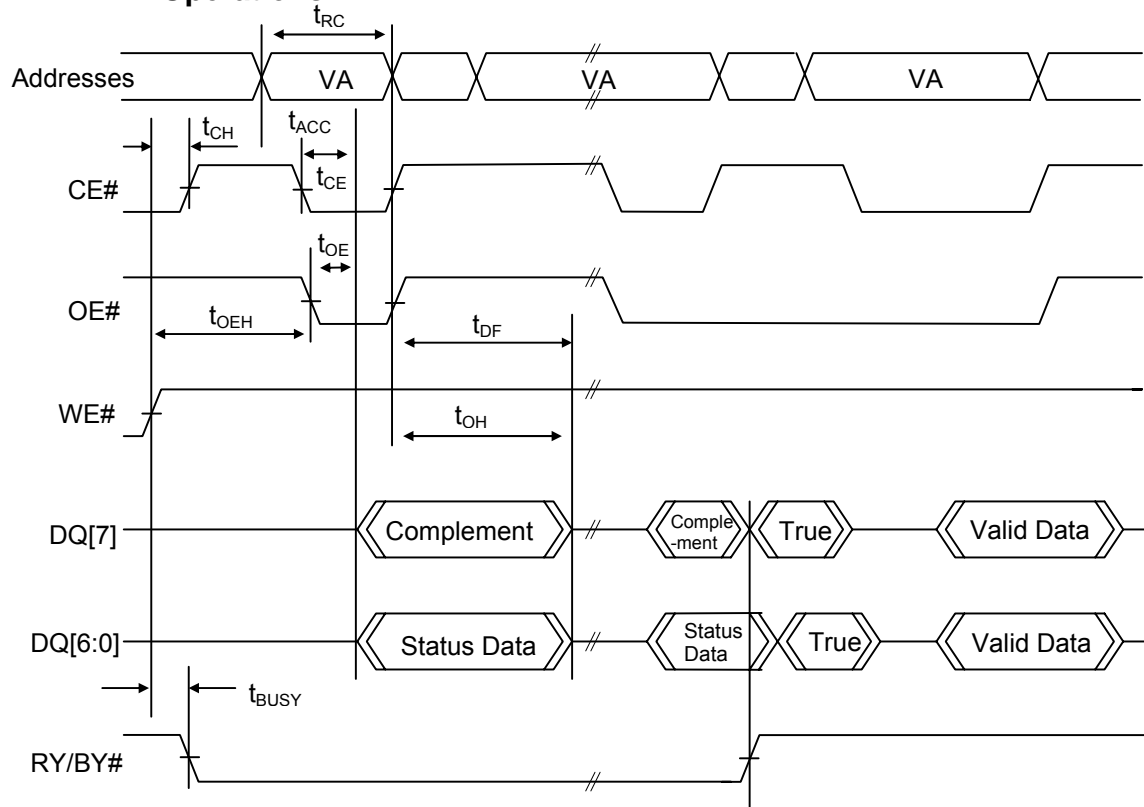 Operations
tRC
Addresses VA VA VA
tCH tACC
CE# tCE
tOE
OE# tOEH tDF
WE# tOH
DQ[7] Complement Comple True Valid Data
-ment
DQ[6:0] Status Data Status True Valid Data
Data
tBUSY
RY/BY#